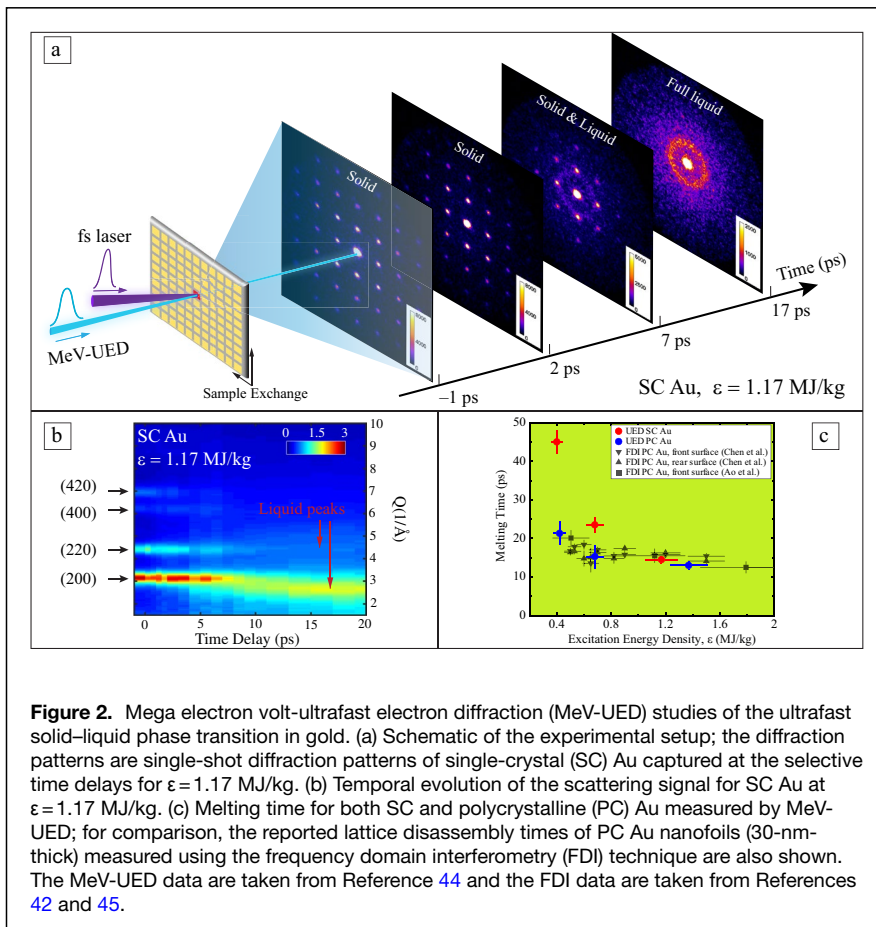 a
Solid
Solid
Solid & Liquid
Full liquid
fs laser
MeV-UED
Sample Exchange
6000
4000
0
0
5000
2500
0
2000
1000
0
Time (ps)
–1 ps
2 ps
7 ps
17 ps
SC Au, ε = 1.17 MJ/kg
b
SC Au
ε = 1.17 MJ/kg
0 1.5 3
(420)
(400)
(220)
(200)
Liquid peaks
10
9
8
7
6
5
4
3
2
Q(1/Å)
0 5 10 15 20
Time Delay (ps)
c
UED SC Au
UED PC Au
FDI PC Au, front surface (Chen et al.)
FDI PC Au, rear surface (Chen et al.)
FDI PC Au, front surface (Ao et al.)
50
40
30
20
10
0
Melting Time (ps)
0.4 0.8 1.2 1.6 2
Excitation Energy Density, ε (MJ/kg)
Figure 2. Mega electron volt-ultrafast electron diffraction (MeV-UED) studies of the ultrafast
solid–liquid phase transition in gold. (a) Schematic of the experimental setup; the diffraction
patterns are single-shot diffraction patterns of single-crystal (SC) Au captured at the selective
time delays for ε = 1.17 MJ/kg. (b) Temporal evolution of the scattering signal for SC Au at
ε = 1.17 MJ/kg. (c) Melting time for both SC and polycrystalline (PC) Au measured by MeV-
UED; for comparison, the reported lattice disassembly times of PC Au nanofoils (30-nm-
thick) measured using the frequency domain interferometry (FDI) technique are also shown.
The MeV-UED data are taken from Reference 44 and the FDI data are taken from References
42 and 45.